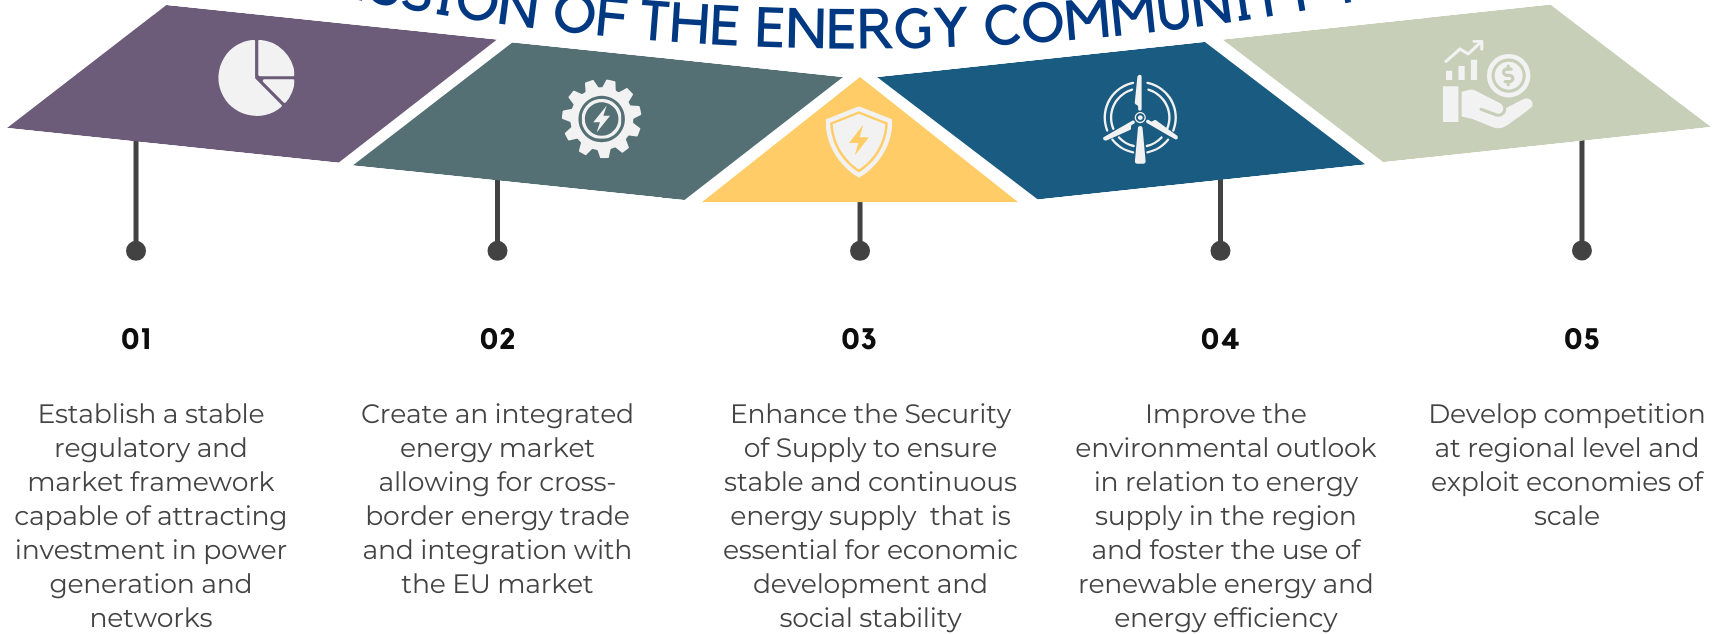 OF THE ENERGY COMMUNITY
01
Establish a stable
regulatory and
market framework
capable of attracting
investment in power
generation and
networks
02
Create an integrated
energy market
allowing for cross-
border energy trade
and integration with
the EU market
03
Enhance the Security
of Supply to ensure
stable and continuous
energy supply  that is
essential for economic
development and
social stability
04
Improve the
environmental outlook
in relation to energy
supply in the region
and foster the use of
renewable energy and
energy efficiency
05
Develop competition
at regional level and
exploit economies of
scale